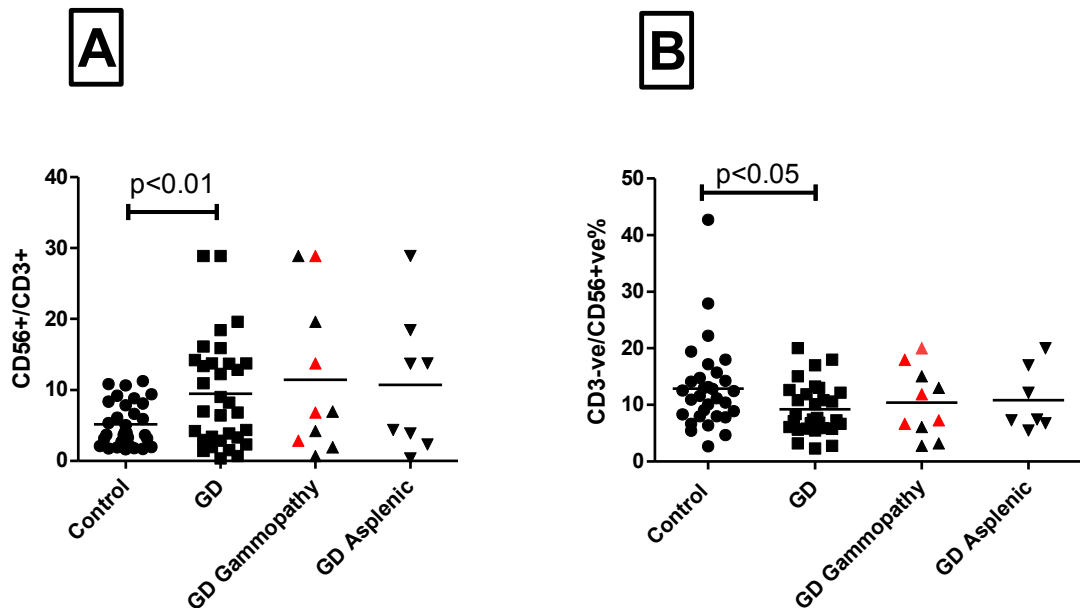 A
p<0.01
CD56+/CD3+
40
30
20
10
0
Control
GD
GD Gammopathy
GD Asplenic
B
p<0.05
CD3-ve/CD56+ve%
50
40
30
20
10
0
Control
GD
GD Gammopathy
GD Asplenic